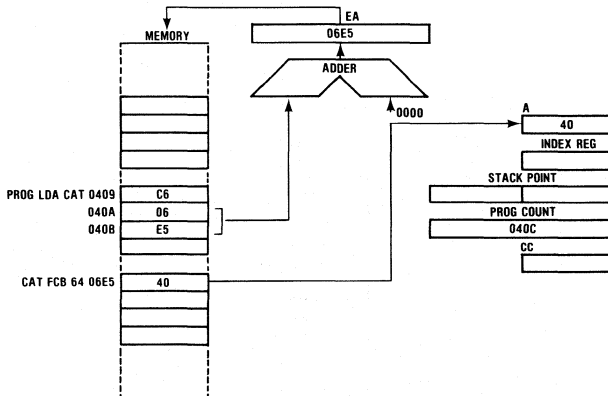 EA
MEMORY
06E5
ADDER
0000
A
40
INDEX REG
STACK POINT
PROG LDA CAT 0409 C6
PROG COUNT
040A 06
040B E5
040C
CC
CAT FCB 64 06E5 40